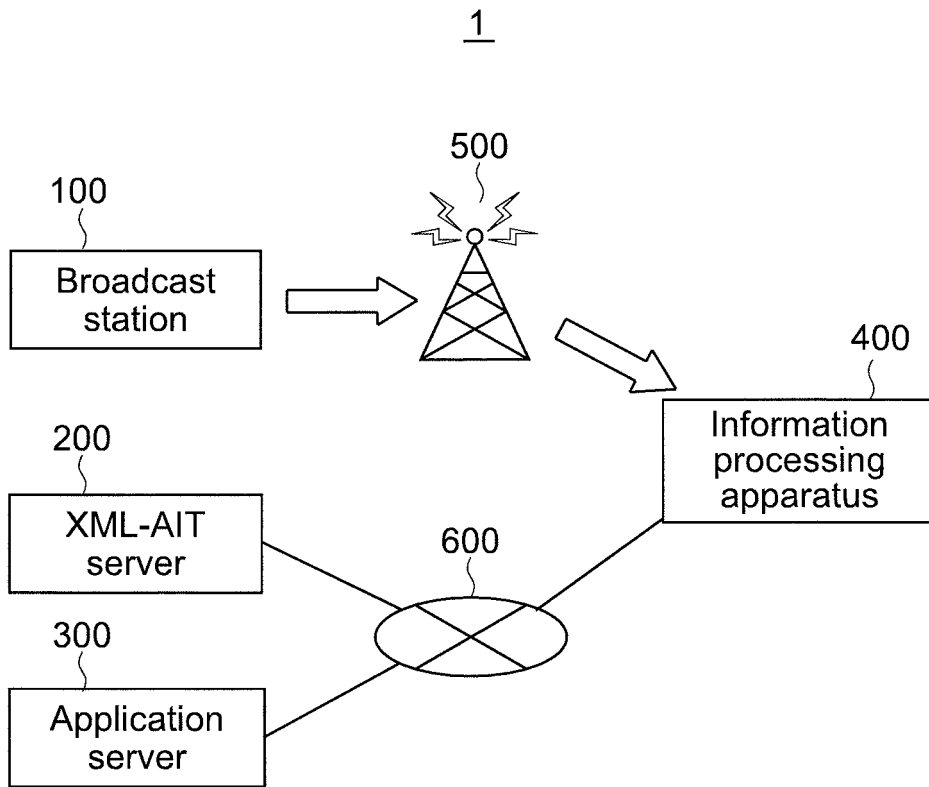 1
500
100
Broadcast
station
400
Information
processing
apparatus
200
XML-AIT
server
600
300
Application
server